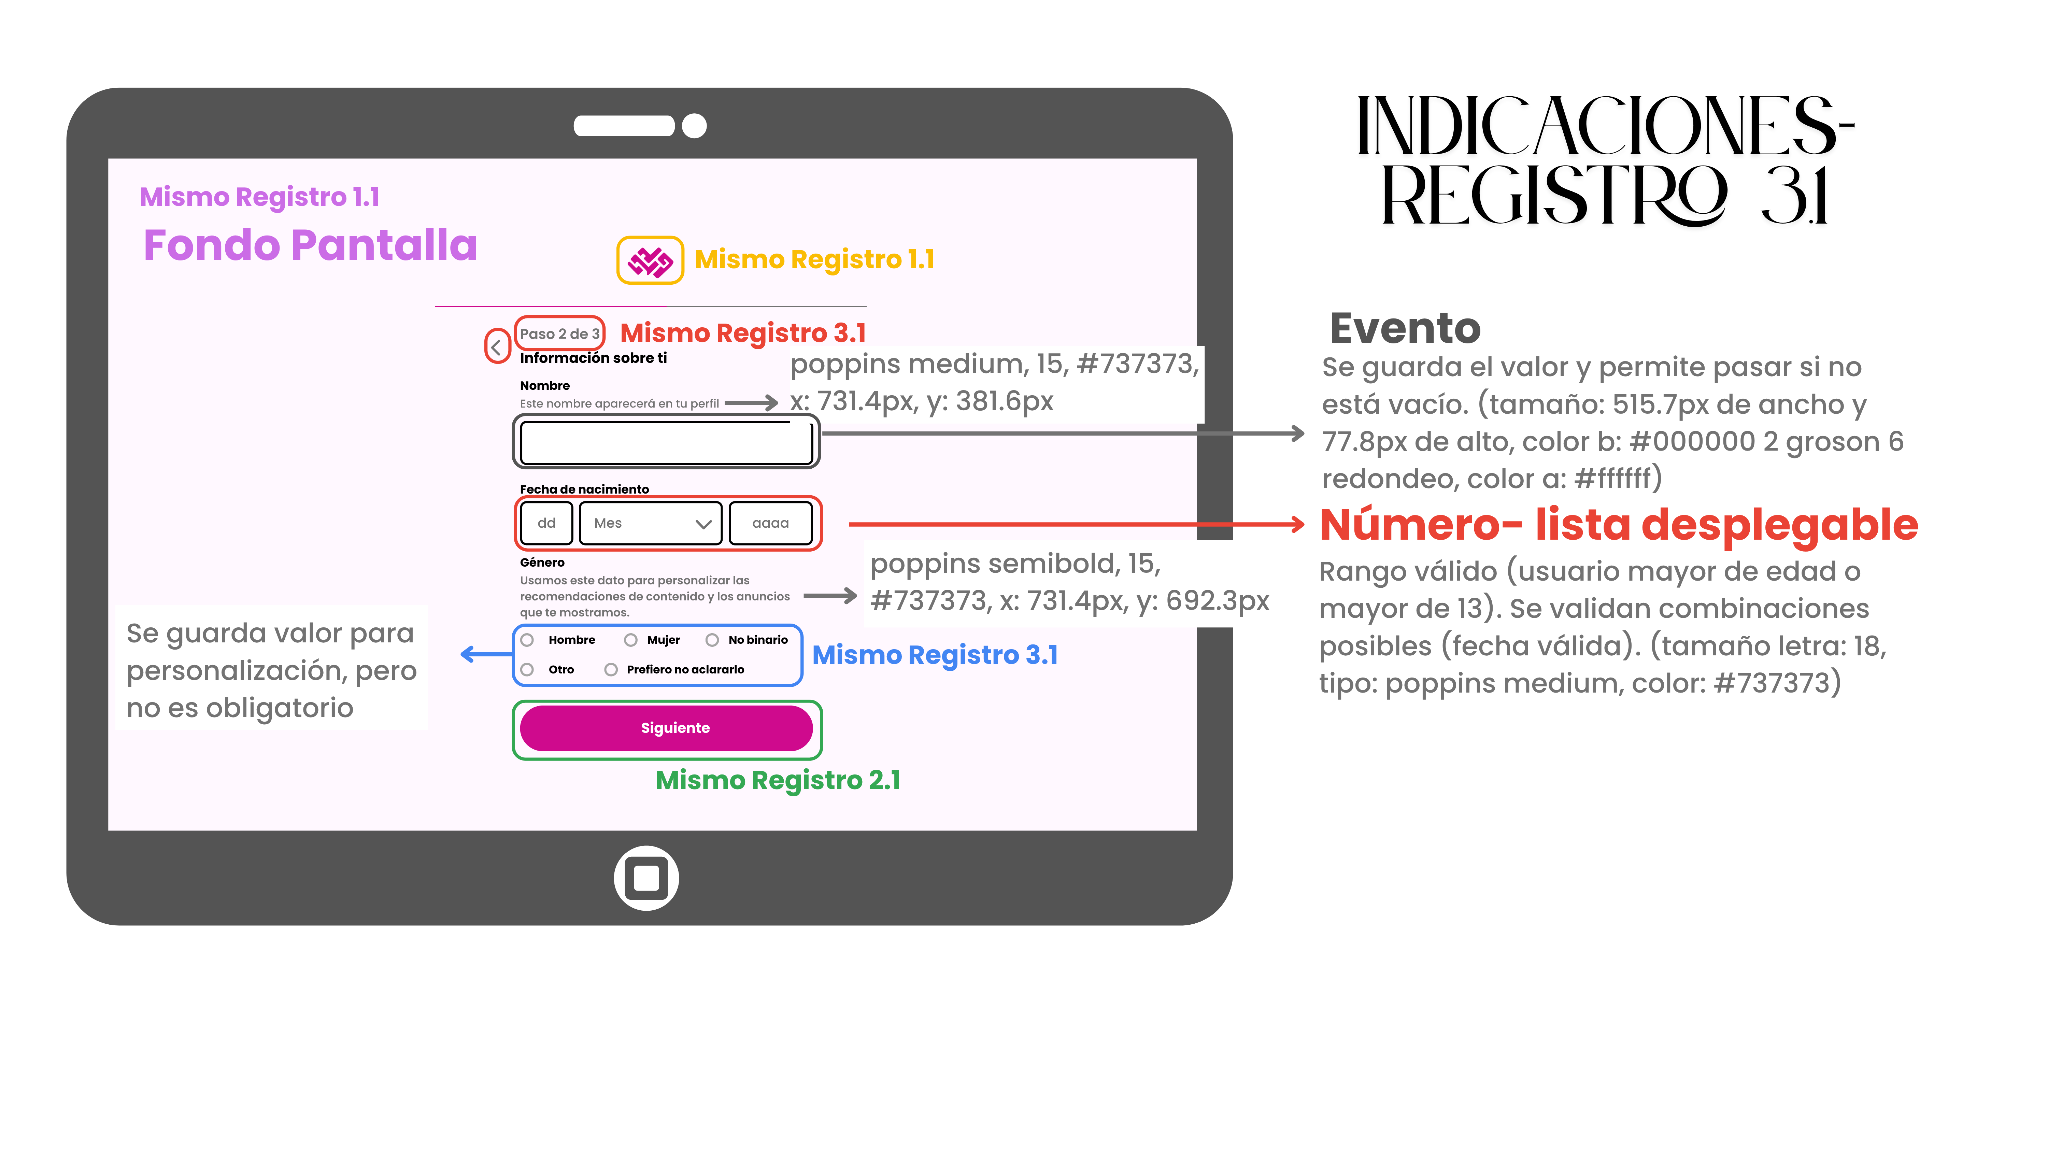 INDICACIONES-
REGISTRO 3.1
Mismo Registro 1.1
Fondo Pantalla
Mismo Registro 1.1
Paso 2 de 3
Mismo Registro 3.1
Información sobre ti
Nombre
Este nombre aparecerá en tu perfil
poppins medium, 15, #737373,
x: 731.4px, y: 381.6px
Fecha de nacimiento
dd
Mes
aaaa
Género
Usamos este dato para personalizar las
recomendaciones de contenido y los anuncios
que te mostramos.
poppins semibold, 15,
#737373, x: 731.4px, y: 692.3px
Hombre
Mujer
No binario
Otro
Prefiero no aclararlo
Mismo Registro 3.1
Se guarda valor para
personalización, pero
no es obligatorio
Siguiente
Mismo Registro 2.1
Evento
Se guarda el valor y permite pasar si no
está vacío. (tamaño: 515.7px de ancho y
77.8px de alto, color b: #000000 2 groson 6
redondeo, color a: #ffffff)
Número- lista desplegable
Rango válido (usuario mayor de edad o
mayor de 13). Se validan combinaciones
posibles (fecha válida). (tamaño letra: 18,
tipo: poppins medium, color: #737373)